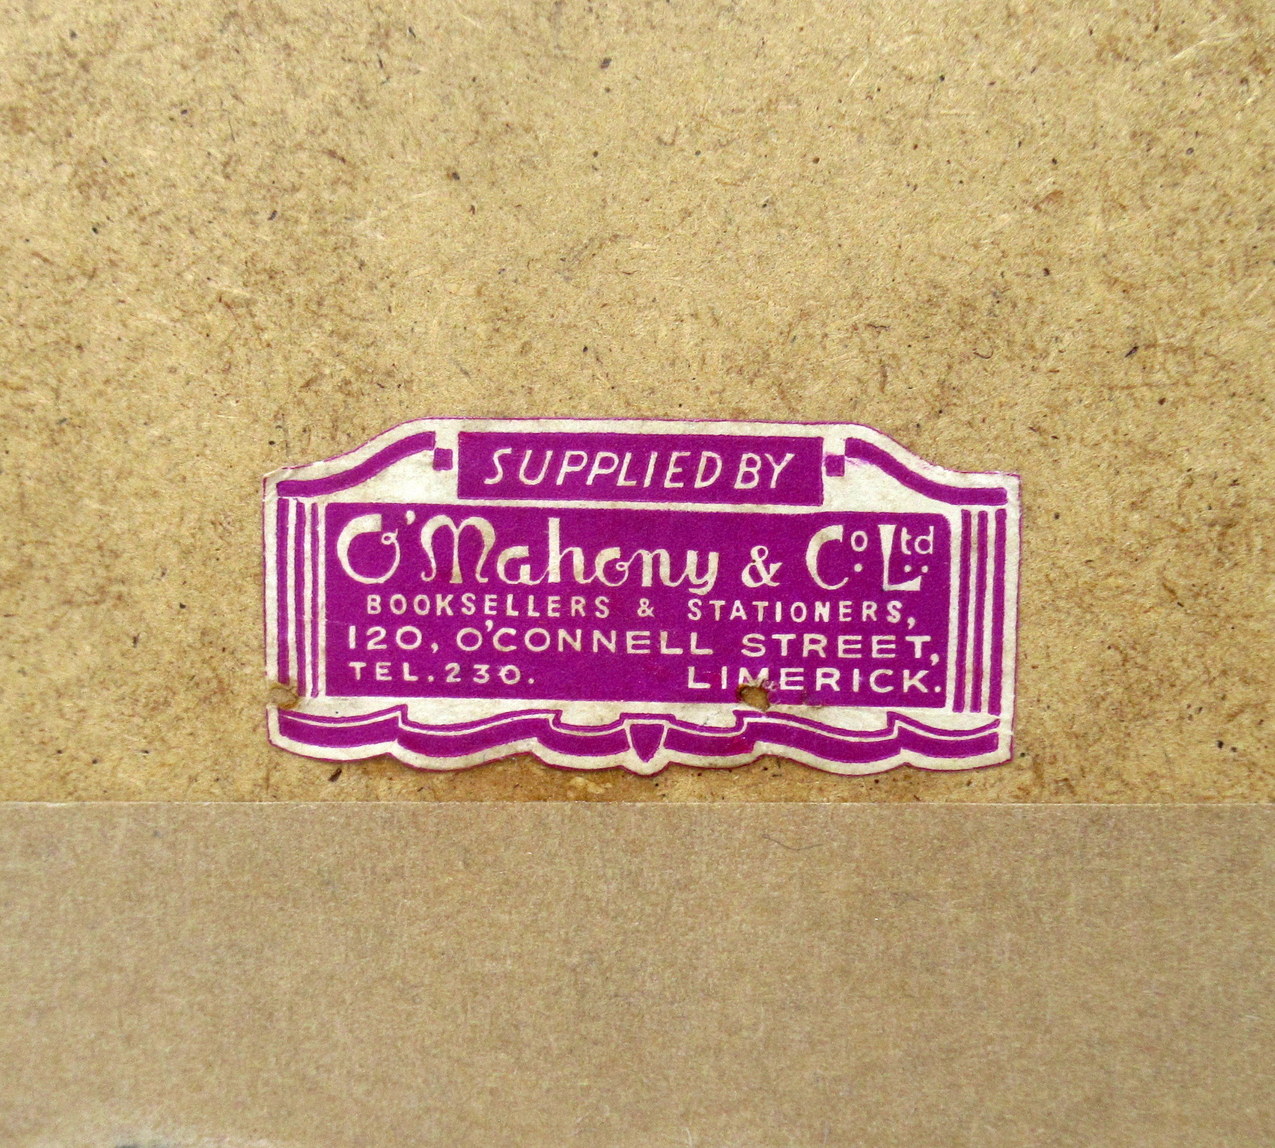 SUPPLIED BY
O'Mahony & Co. Ltd
BOOKSELLERS & STATIONERS,
120, O'CONNELL STREET,
TEL. 230. LIMERICK.